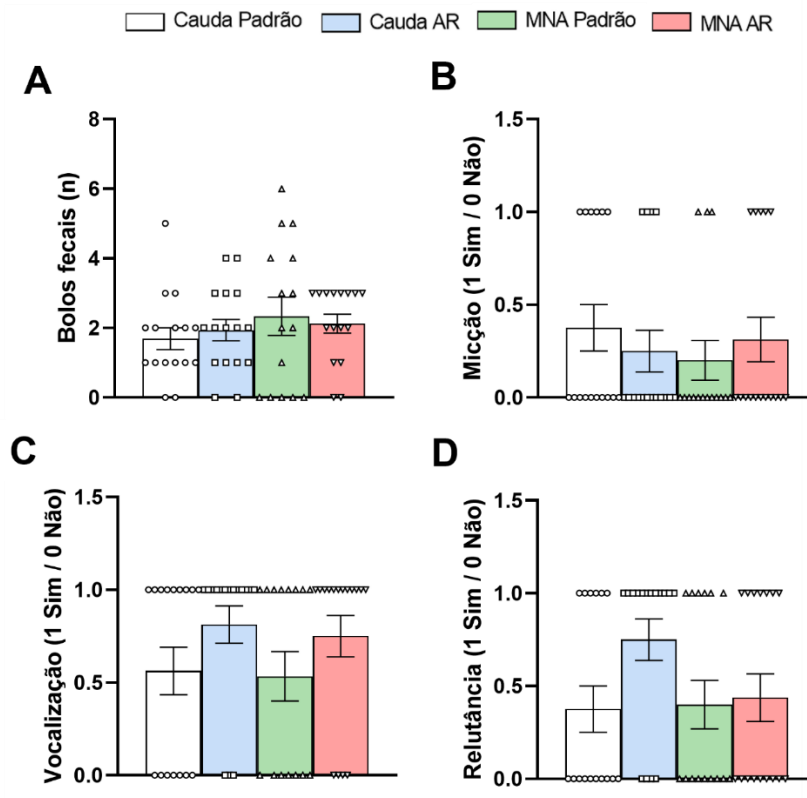 Cauda Padrão Cauda AR MNA Padrão MNA AR
A
Bolos fecais (n)
8
6
4
2
0
B
Micção (1 Sim / 0 Não)
1.5
1.0
0.5
0.0
C
Vocalização (1 Sim / 0 Não)
1.5
1.0
0.5
0.0
D
Relutância (1 Sim / 0 Não)
1.5
1.0
0.5
0.0